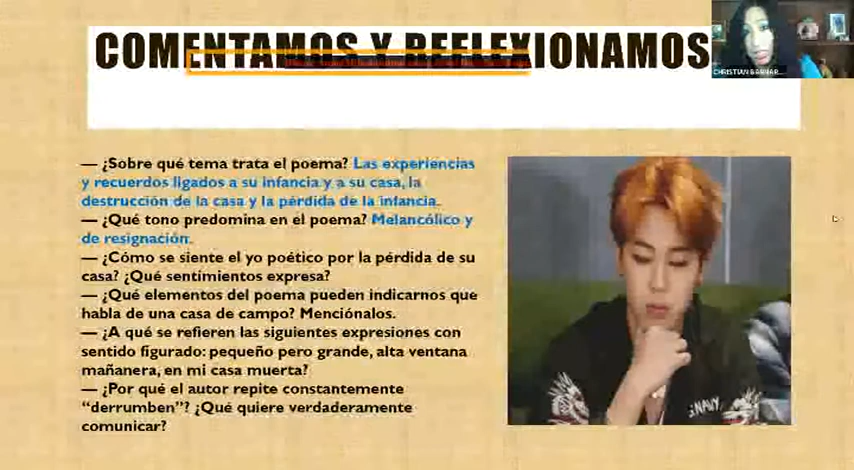 COMENTAMOS Y REFLEXIONAMOS
CHRISTIAN
— ¿Sobre qué tema trata el poema? Las experiencias
y recuerdos ligados a su infancia y a su casa, la
destrucción de la casa y la pérdida de la infancia.
— ¿Qué tono predomina en el poema? Melancólico y
de resignación.
— ¿Cómo se siente el yo poético por la pérdida de su
casa? ¿Qué sentimientos expresa?
— ¿Qué elementos del poema pueden indicarnos que
habla de una casa de campo? Menciónalos.
— ¿A qué se refieren las siguientes expresiones con
sentido figurado: pequeño pero grande, alta ventana
mañanera, en mi casa muerta?
— ¿Por qué el autor repite constantemente
“derrumben”? ¿Qué quiere verdaderamente
comunicar?